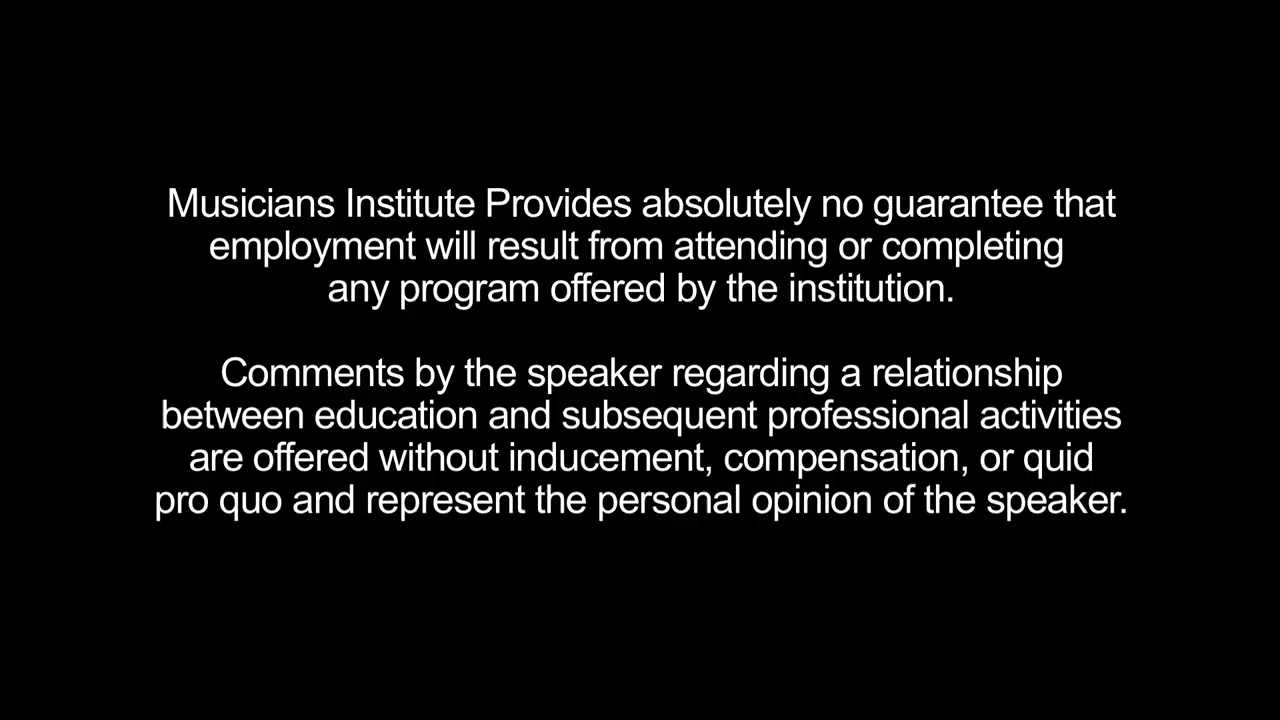 Musicians Institute Provides absolutely no guarantee that
employment will result from attending or completing
any program offered by the institution.
Comments by the speaker regarding a relationship
between education and subsequent professional activities
are offered without inducement, compensation, or quid
pro quo and represent the personal opinion of the speaker.